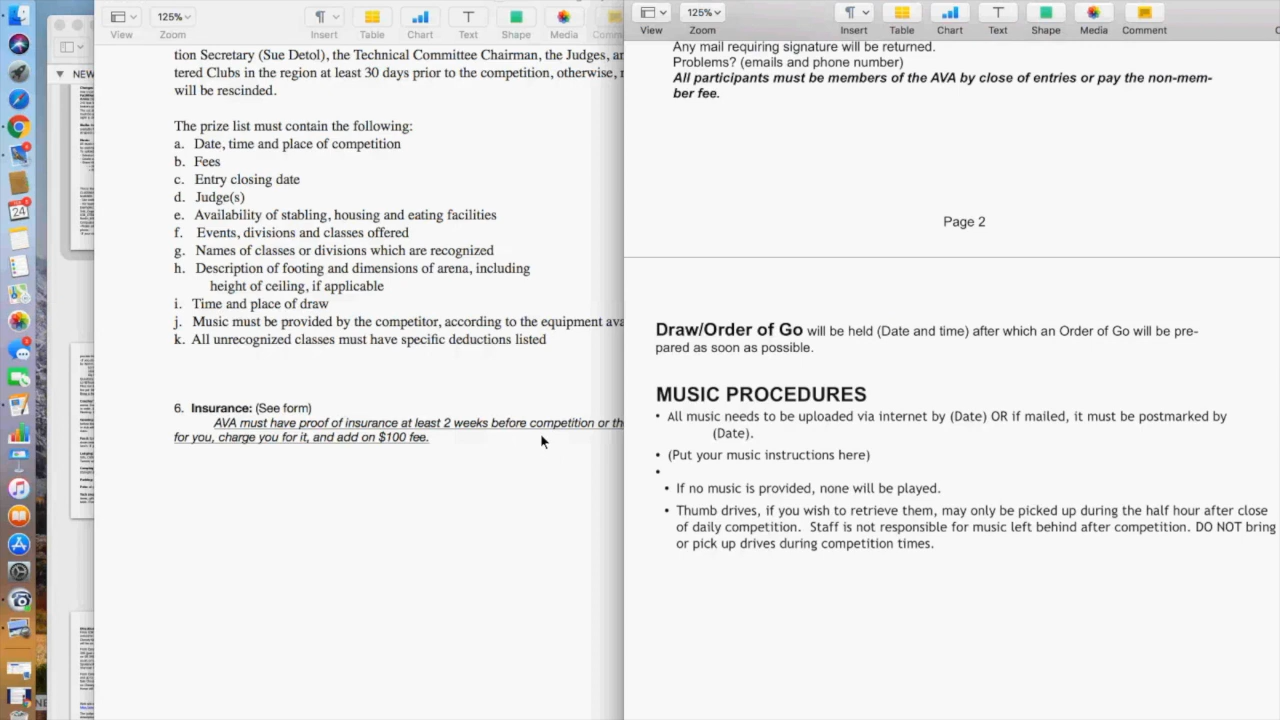 125%
View
Zoom
Insert
Table
Chart
Text
Shape
Media
NEW
24
tion Secretary (Sue Detol), the Technical Committee Chairman, the Judges,
tered Clubs in the region at least 30 days prior to the competition, otherwise,
will be rescinded.
The prize list must contain the following:
a. Date, time and place of competition
b. Fees
c. Entry closing date
d. Judge(s)
e. Availability of stabling, housing and eating facilities
f. Events, divisions and classes offered
g. Names of classes or divisions which are recognized
h. Description of footing and dimensions of arena, including
height of ceiling, if applicable
i. Time and place of draw
j. Music must be provided by the competitor, according to the equipment
k. All unrecognized classes must have specific deductions listed
6. Insurance: (See form)
AVA must have proof of insurance at least 2 weeks before competition or
for you, charge you for it, and add on $100 fee.
125%
View
Zoom
Insert
Table
Chart
Text
Shape
Media
Comment
Any mail requiring signature will be returned.
Problems? (emails and phone number)
All participants must be members of the AVA by close of entries or pay the non-mem-
ber fee.
Page 2
Draw/Order of Go will be held (Date and time) after which an Order of Go will be pre-
pared as soon as possible.
MUSIC PROCEDURES
• All music needs to be uploaded via internet by (Date) OR if mailed, it must be postmarked by
(Date).
• (Put your music instructions here)
•
• If no music is provided, none will be played.
• Thumb drives, if you wish to retrieve them, may only be picked up during the half hour after close
of daily competition. Staff is not responsible for music left behind after competition. DO NOT bring
or pick up drives during competition times.